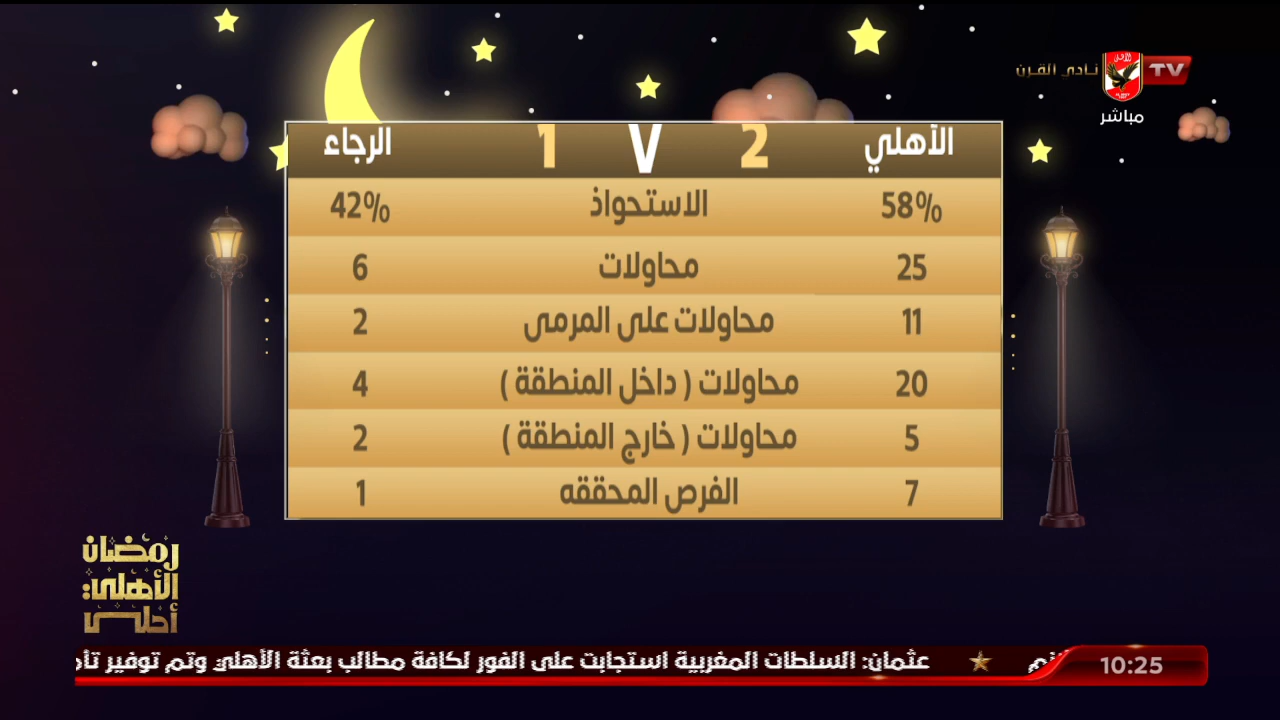 نادي القرن TV
مباشر
الأهلي 2 V 1 الرجاء
58% الاستحواذ 42%
25 محاولات 6
11 محاولات على المرمى 2
20 محاولات ( داخل المنطقة ) 4
5 محاولات ( خارج المنطقة ) 2
7 الفرص المحققه 1
رمضان
الأهلي:
أحلى
10:25 عثمان: السلطات المغربية استجابت على الفور لكافة مطالب بعثة الأهلي وتم توفير